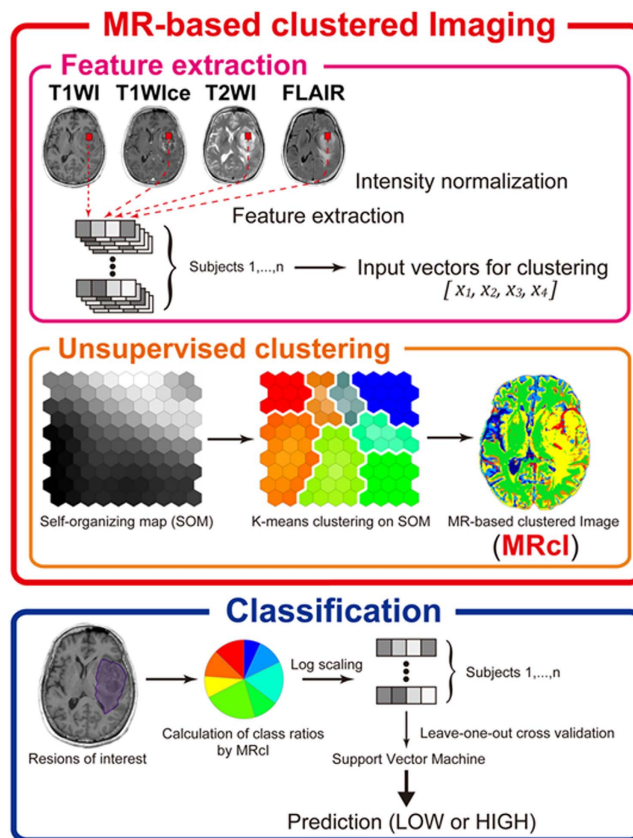 MR-based clustered Imaging
Feature extraction
T1WI T1WIce T2WI FLAIR
Intensity normalization
Feature extraction
Subjects 1,...,n
Input vectors for clustering
[ x1, x2, x3, x4 ]
Unsupervised clustering
Self-organizing map (SOM)
K-means clustering on SOM
MR-based clustered Image
(MRcI)
Classification
Log scaling
Subjects 1,...,n
Resions of interest
Calculation of class ratios
by MRcI
Leave-one-out cross validation
Support Vector Machine
Prediction (LOW or HIGH)